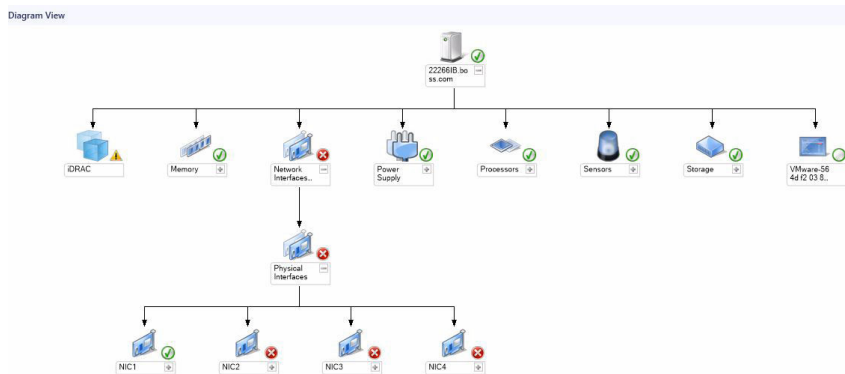 Diagram View
22266IB.bo
ss.com
iDRAC
Memory
Network
Interfaces...
Power
Supply
Processors
Sensors
Storage
VMware-56
4d f2 03 8...
Physical
Interfaces
NIC1
NIC2
NIC3
NIC4